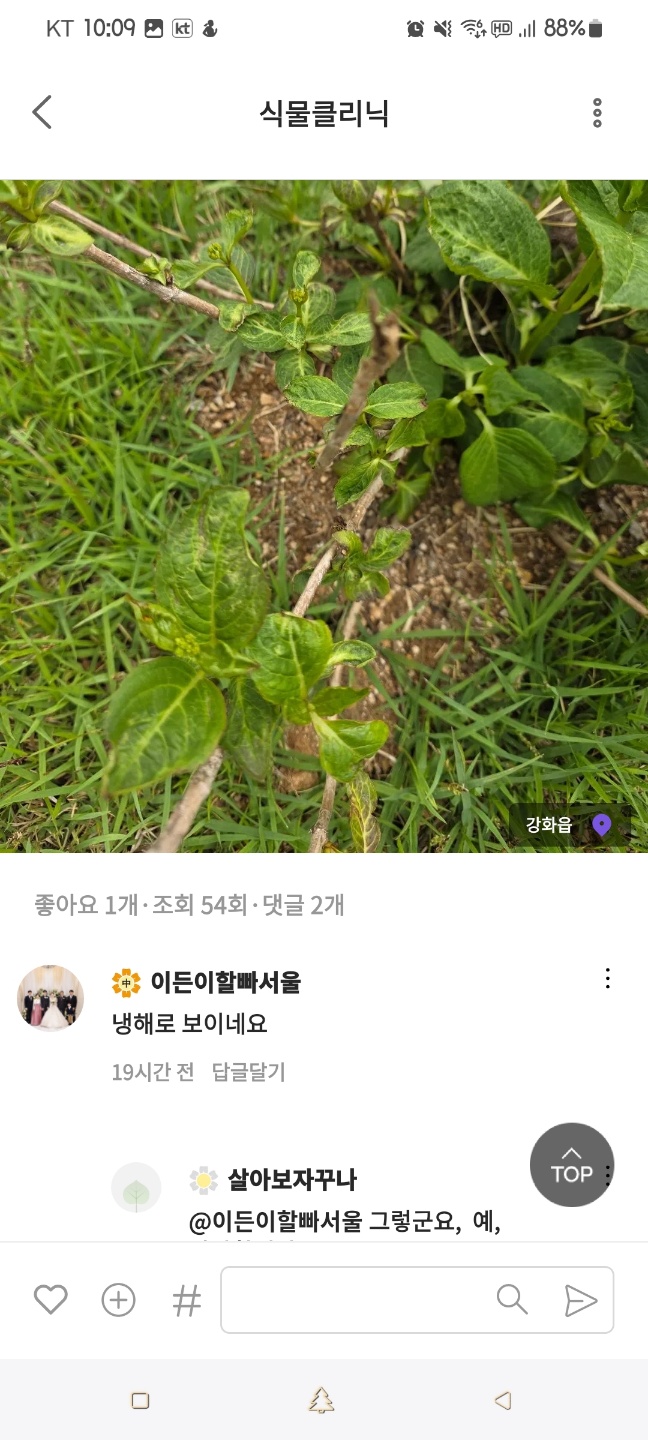 KT 10:09 kt HD 88%
식물클리닉
강화읍
좋아요 1개·조회 54회·댓글 2개
中 이든이할빠서울
냉해로 보이네요
19시간 전 답글달기
TOP
살아보자꾸나
@이든이할빠서울 그렇군요, 예,